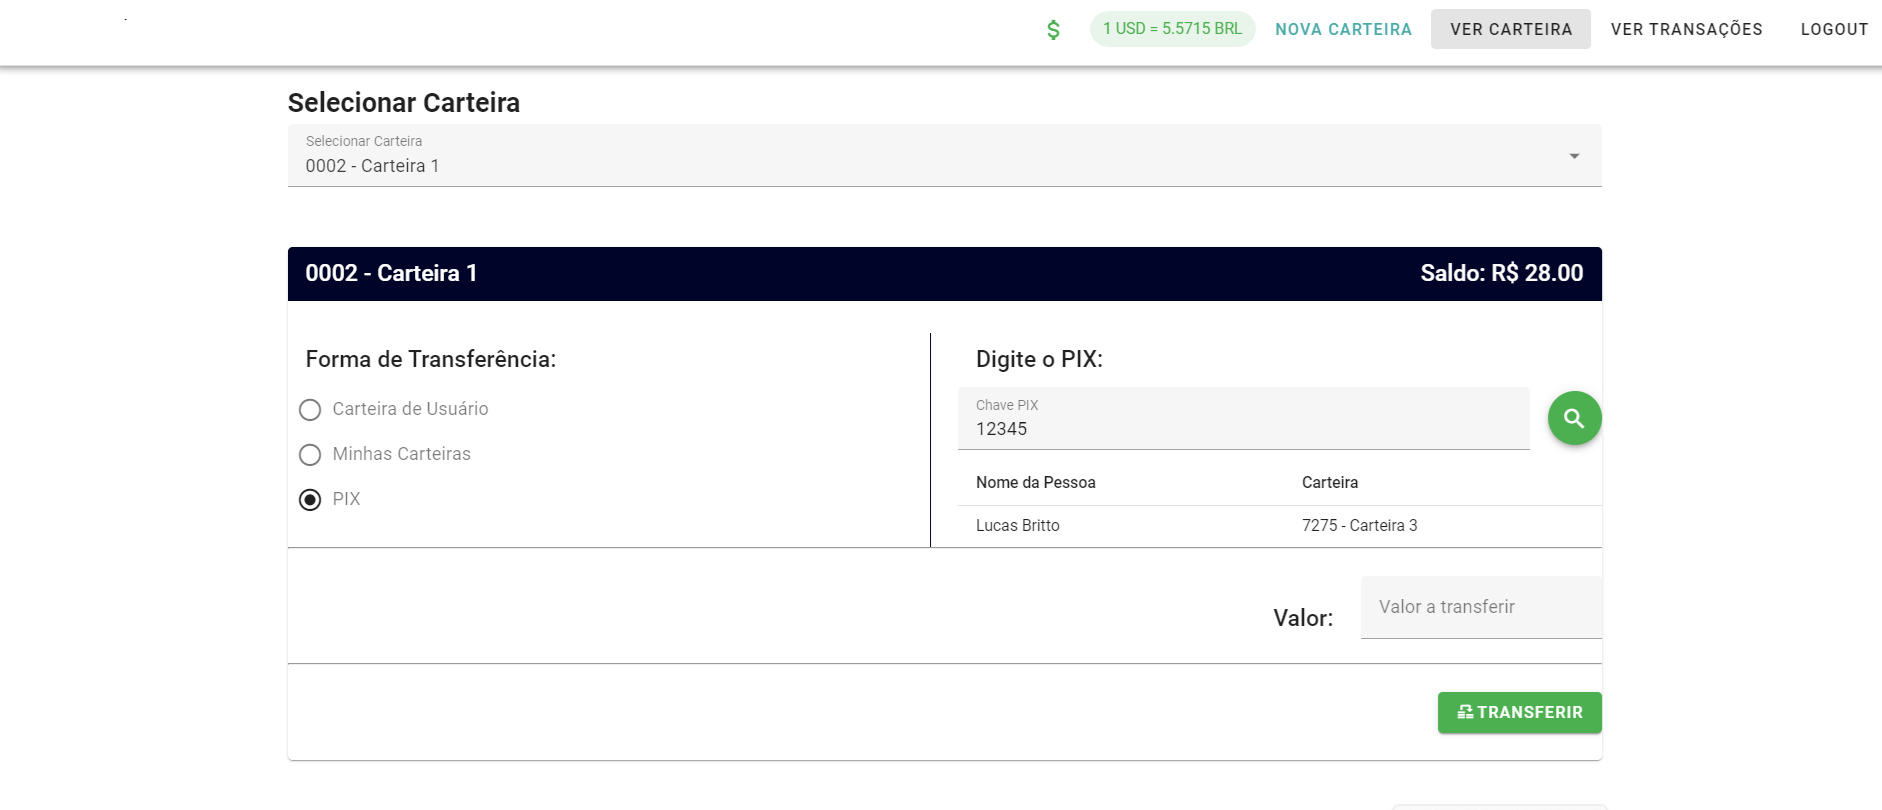 $ 1 USD = 5.5715 BRL NOVA CARTEIRA VER CARTEIRA VER TRANSAÇÕES LOGOUT
Selecionar Carteira
Selecionar Carteira
0002 - Carteira 1
0002 - Carteira 1 Saldo: R$ 28.00
Forma de Transferência:
Carteira de Usuário
Minhas Carteiras
PIX
Digite o PIX:
Chave PIX
12345
Nome da Pessoa Carteira
Lucas Britto 7275 - Carteira 3
Valor: Valor a transferir
TRANSFERIR